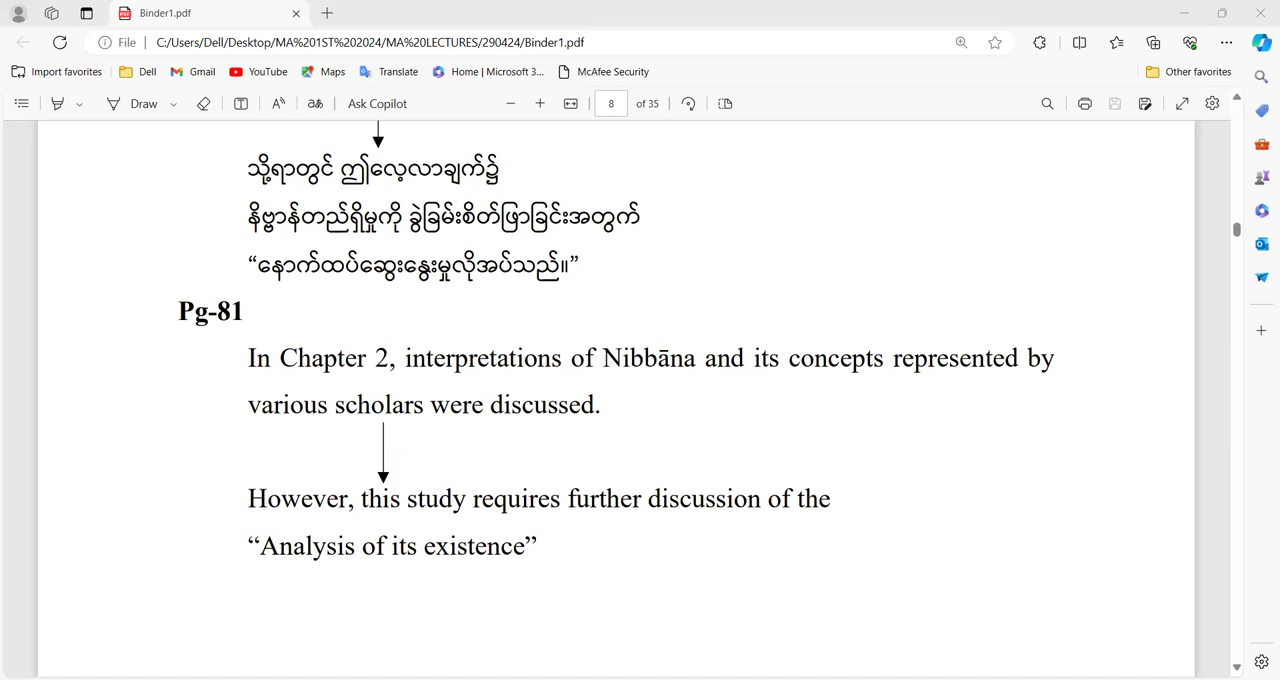 Binder1.pdf
File
C:/Users/Dell/Desktop/MA%201ST%202024/MA%20LECTURES/290424/Binder1.pdf
Import favorites Dell Gmail YouTube Maps Translate Home | Microsoft 3... McAfee Security Other favorites
Draw Ask Copilot 8 of 35
သို့ရာတွင် ဤလေ့လာချက်၌
နိဗ္ဗာန်တည်ရှိမှုကို ခွဲခြမ်းစိတ်ဖြာခြင်းအတွက်
“နောက်ထပ်ဆွေးနွေးမှုလိုအပ်သည်။”
Pg-81
In Chapter 2, interpretations of Nibbāna and its concepts represented by
various scholars were discussed.
However, this study requires further discussion of the
“Analysis of its existence”